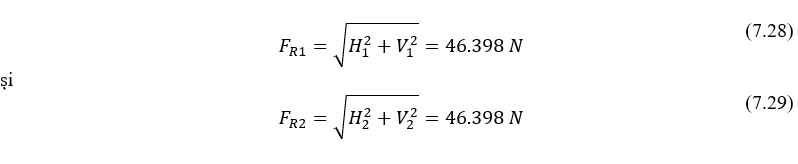 F_{R1} = \sqrt{H_1^2 + V_1^2} = 46.398 N (7.28)
și
F_{R2} = \sqrt{H_2^2 + V_2^2} = 46.398 N (7.29)